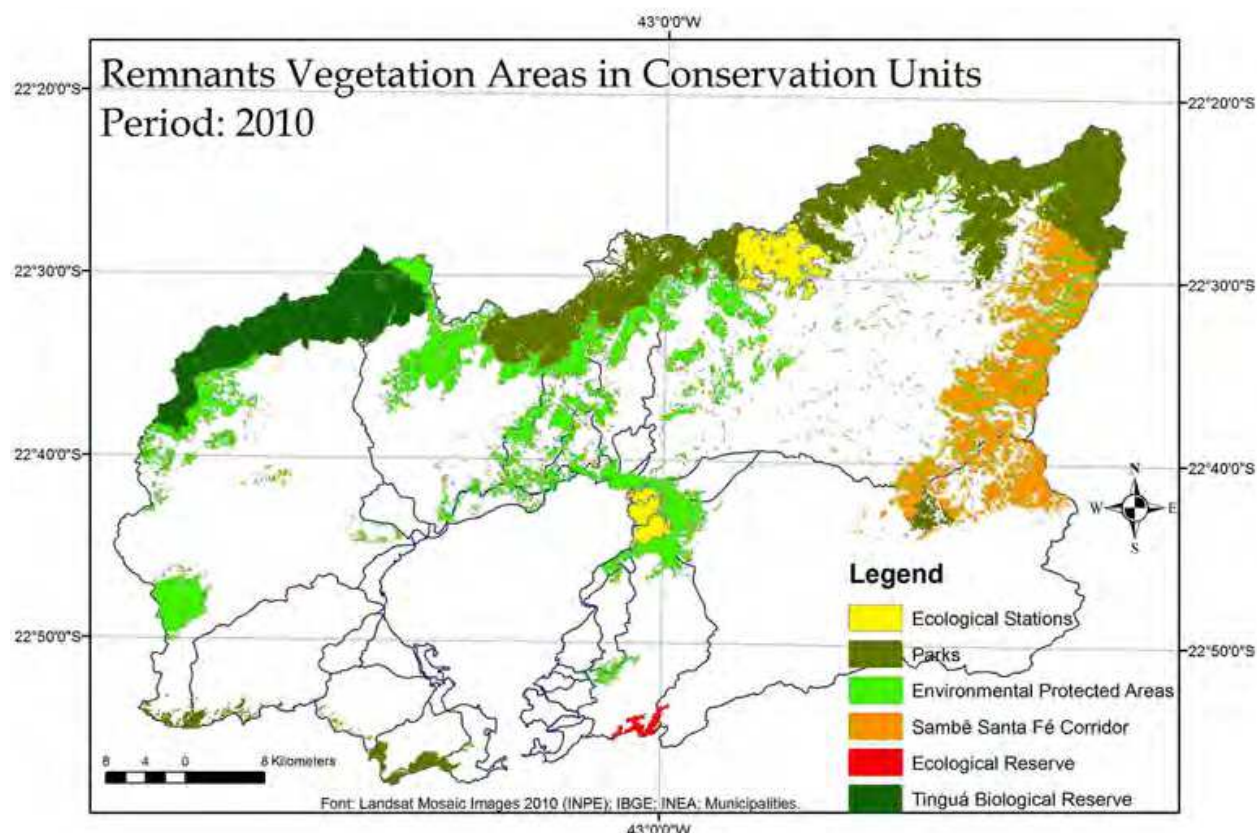 43°0'0"W
Remnants Vegetation Areas in Conservation Units
Period: 2010
22°20'0"S
22°20'0"S
22°30'0"S
22°30'0"S
22°40'0"S
22°40'0"S
N
W
E
S
22°50'0"S
22°50'0"S
Legend
Ecological Stations
Parks
Environmental Protected Areas
Sambê Santa Fé Corridor
Ecological Reserve
Tinguá Biological Reserve
8 4 0 8 Kilometers
Font: Landsat Mosaic Images 2010 (INPE); IBGE; INEA; Municipalities.
43°0'0"W